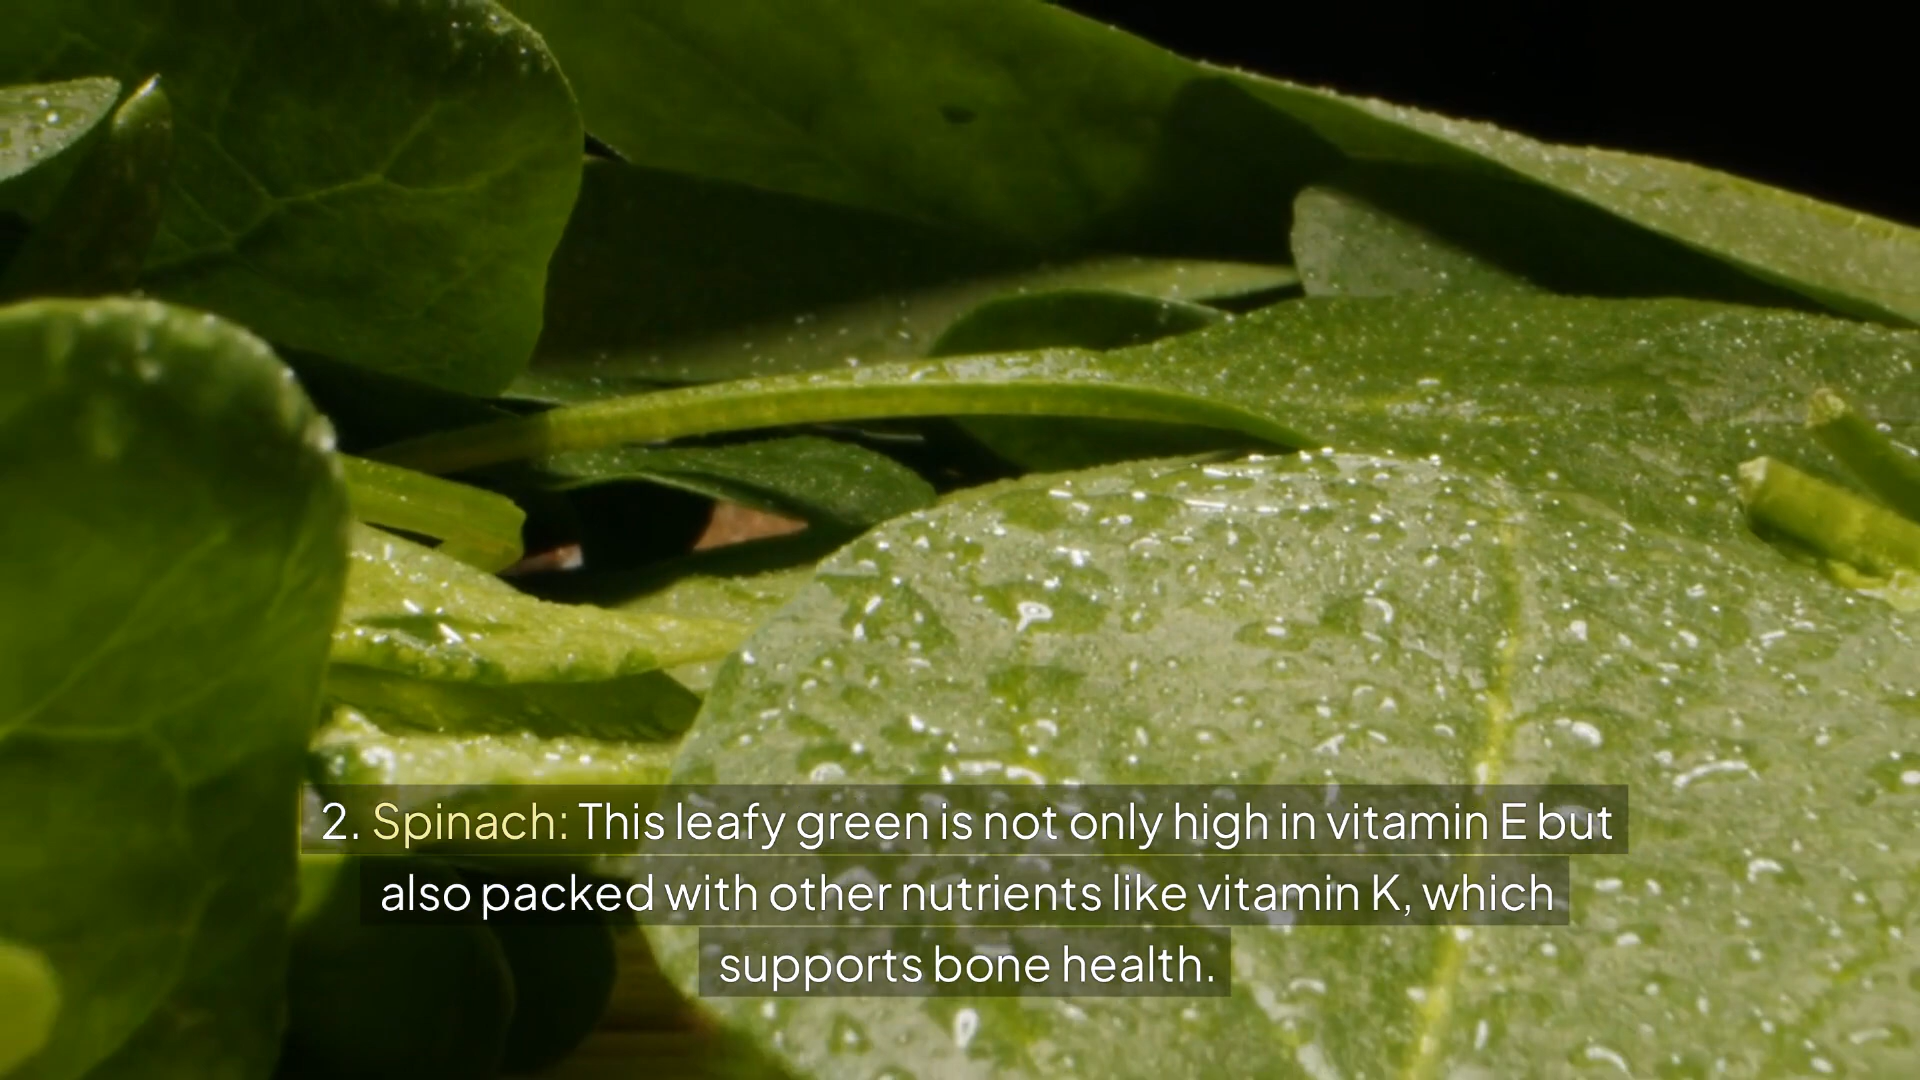 2. Spinach: This leafy green is not only high in vitamin E but
also packed with other nutrients like vitamin K, which
supports bone health.